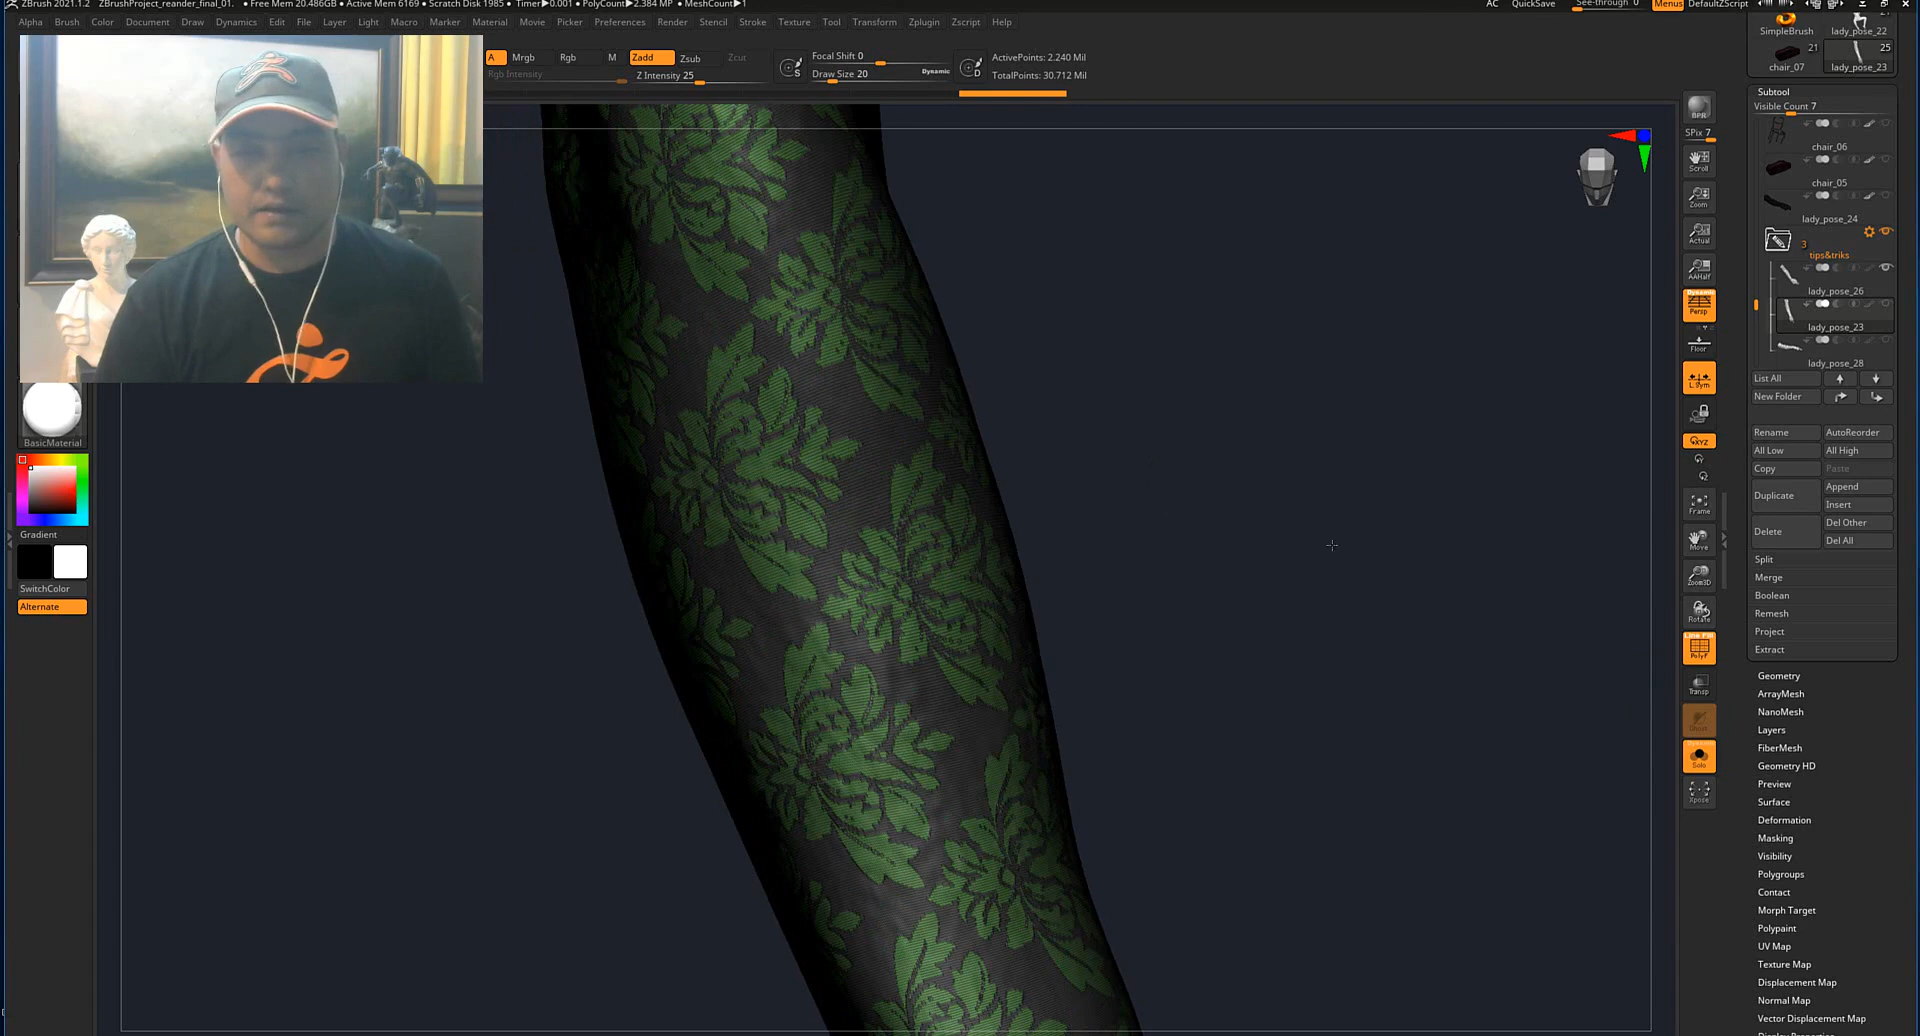 ZBrush 2021.1.2 ZBrushProject_reander_final_01. • Free Mem 20.486GB • Active Mem 6169 • Scratch Disk 1985 • Timer▶0.001 • PolyCount▶2.384 MP • MeshCount▶1 AC QuickSave See-through 0 Menus DefaultZScript
Alpha Brush Color Document Draw Dynamics Edit File Layer Light Macro Marker Material Movie Picker Preferences Render Stencil Stroke Texture Tool Transform Zplugin Zscript Help
A Mrgb Rgb M Zadd Zsub Zcut
Rgb Intensity Z Intensity 25
S
Focal Shift 0
Draw Size 20 Dynamic
D
ActivePoints: 2.240 Mil
TotalPoints: 30.712 Mil
BasicMaterial
Gradient
SwitchColor
Alternate
BPR
SPix 7
Scroll
Zoom
Actual
AAHalf
Dynamic
Persp
Floor
L.Sym
XYZ
Frame
Move
Zoom3D
Rotate
Line Fill
PolyF
Transp
Solo
Xpose
SimpleBrush lady_pose_22
21 25
chair_07 lady_pose_23
Subtool
Visible Count 7
chair_06
chair_05
lady_pose_24
3
tips&triks
lady_pose_26
lady_pose_23
lady_pose_28
List All
New Folder
Rename AutoReorder
All Low All High
Copy Paste
Duplicate Append
Insert
Delete Del Other
Del All
Split
Merge
Boolean
Remesh
Project
Extract
Geometry
ArrayMesh
NanoMesh
Layers
FiberMesh
Geometry HD
Preview
Surface
Deformation
Masking
Visibility
Polygroups
Contact
Morph Target
Polypaint
UV Map
Texture Map
Displacement Map
Normal Map
Vector Displacement Map